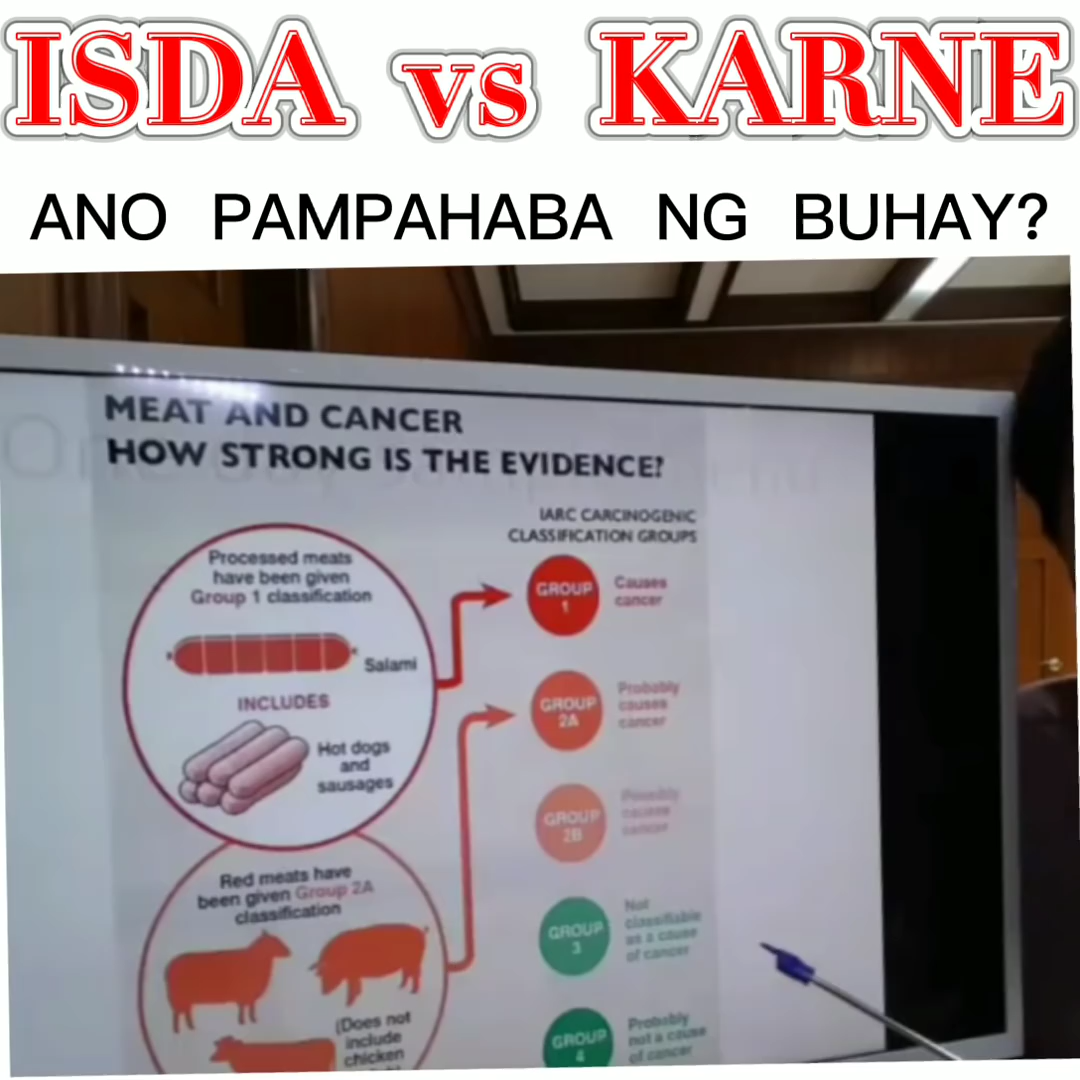 ISDA vs KARNE
ANO PAMPAHABA NG BUHAY?
MEAT AND CANCER
HOW STRONG IS THE EVIDENCE?
IARC CARCINOGENIC
CLASSIFICATION GROUPS
Processed meats
have been given
Group 1 classification
Salami
INCLUDES
Hot dogs
and
sausages
GROUP
1
Causes
cancer
GROUP
2A
Probably
causes
cancer
GROUP
2B
Possibly
causes
cancer
Red meats have
been given Group 2A
classification
(Does not
include
chicken
GROUP
3
Not
classifiable
as a cause
of cancer
GROUP
4
Probably
not a cause
of cancer